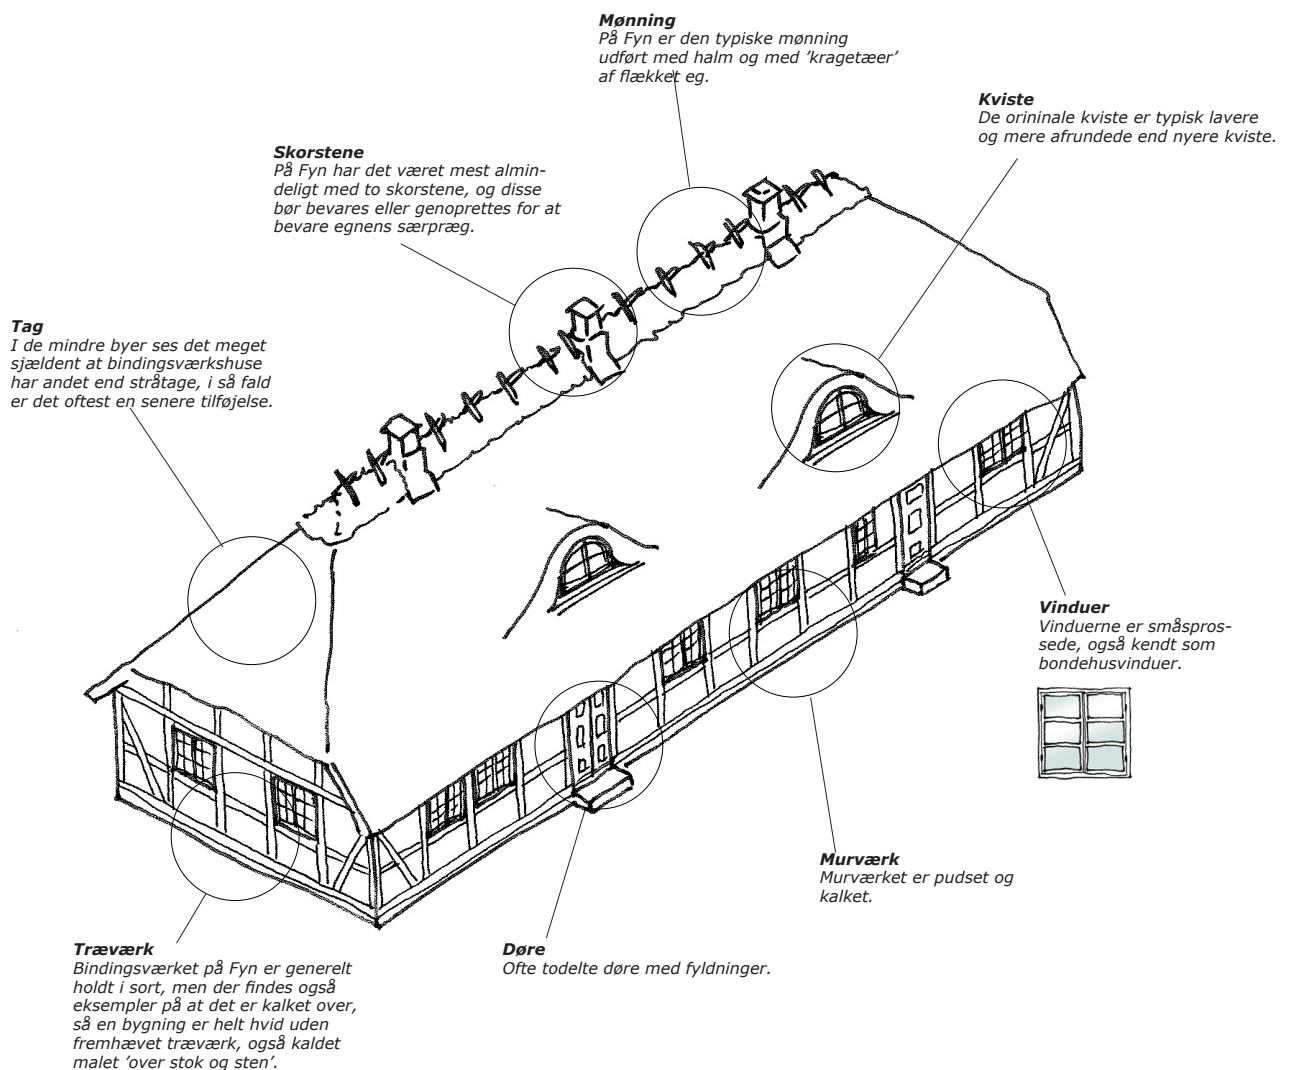 Mønning
På Fyn er den typiske mønning
udført med halm og med ’kragetæer’
af flækket eg.
Kviste
De orininale kviste er typisk lavere
og mere afrundede end nyere kviste.
Skorstene
På Fyn har det været mest almin-
deligt med to skorstene, og disse
bør bevares eller genoprettes for at
bevare egnens særpræg.
Tag
I de mindre byer ses det meget
sjældent at bindingsværkshuse
har andet end stråtage, i så fald
er det oftest en senere tilføjelse.
Vinduer
Vinduerne er småspros-
sede, også kendt som
bondehusvinduer.
Murværk
Murværket er pudset og
kalket.
Træværk
Bindingsværket på Fyn er generelt
holdt i sort, men der findes også
eksempler på at det er kalket over,
så en bygning er helt hvid uden
fremhævet træværk, også kaldet
malet ’over stok og sten’.
Døre
Ofte todelte døre med fyldninger.